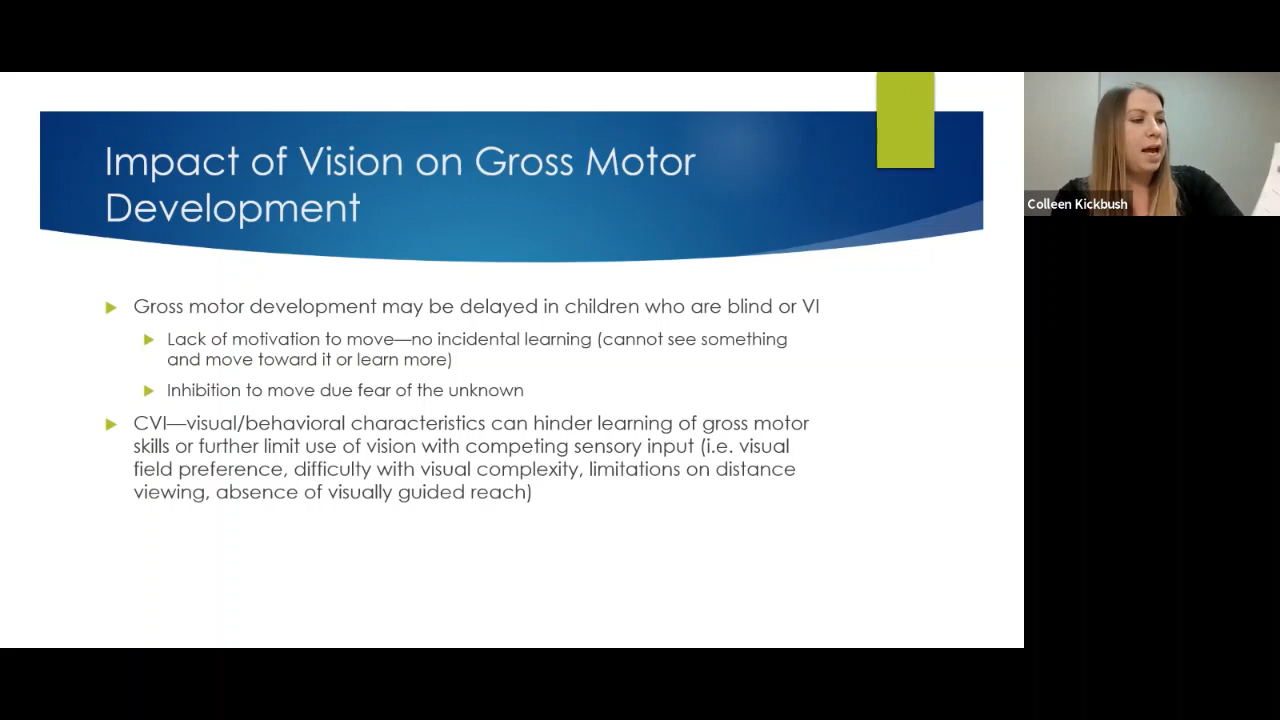 Impact of Vision on Gross Motor
Development
Gross motor development may be delayed in children who are blind or VI
Lack of motivation to move—no incidental learning (cannot see something
and move toward it or learn more)
Inhibition to move due fear of the unknown
CVI—visual/behavioral characteristics can hinder learning of gross motor
skills or further limit use of vision with competing sensory input (i.e. visual
field preference, difficulty with visual complexity, limitations on distance
viewing, absence of visually guided reach)
Colleen Kickbush